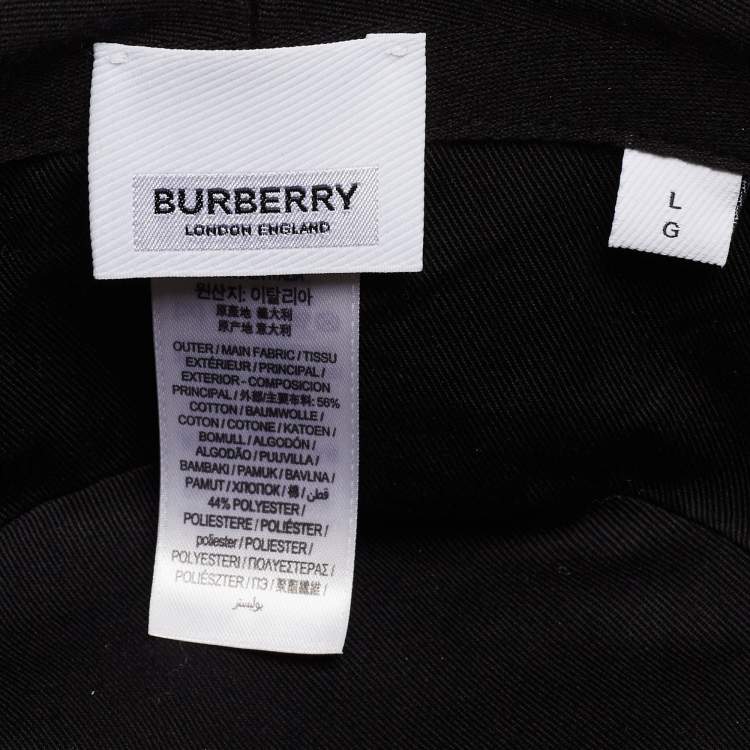 BURBERRY
LONDON ENGLAND
L
G
원산지: 이탈리아
原產地 義大利
原产地 意大利
OUTER / MAIN FABRIC / TISSU
EXTÉRIEUR / PRINCIPAL /
EXTERIOR - COMPOSICION
PRINCIPAL / 外部/主要布料: 56%
COTTON / BAUMWOLLE /
COTON / COTONE / KATOEN /
BOMULL / ALGODÓN /
ALGODÃO / PUUVILLA /
BAMBAKI / PAMUK / BAVLNA /
PAMUT / ХЛОПОК / 棉 / قطن /
44% POLYESTER /
POLIESTERE / POLIÉSTER /
poliester / POLIESTER /
POLYESTERI / ΠΟΛΥΕΣΤΕΡΑΣ /
POLIÉSZTER / ПЭ / 聚酯纖維 /
بوليستر